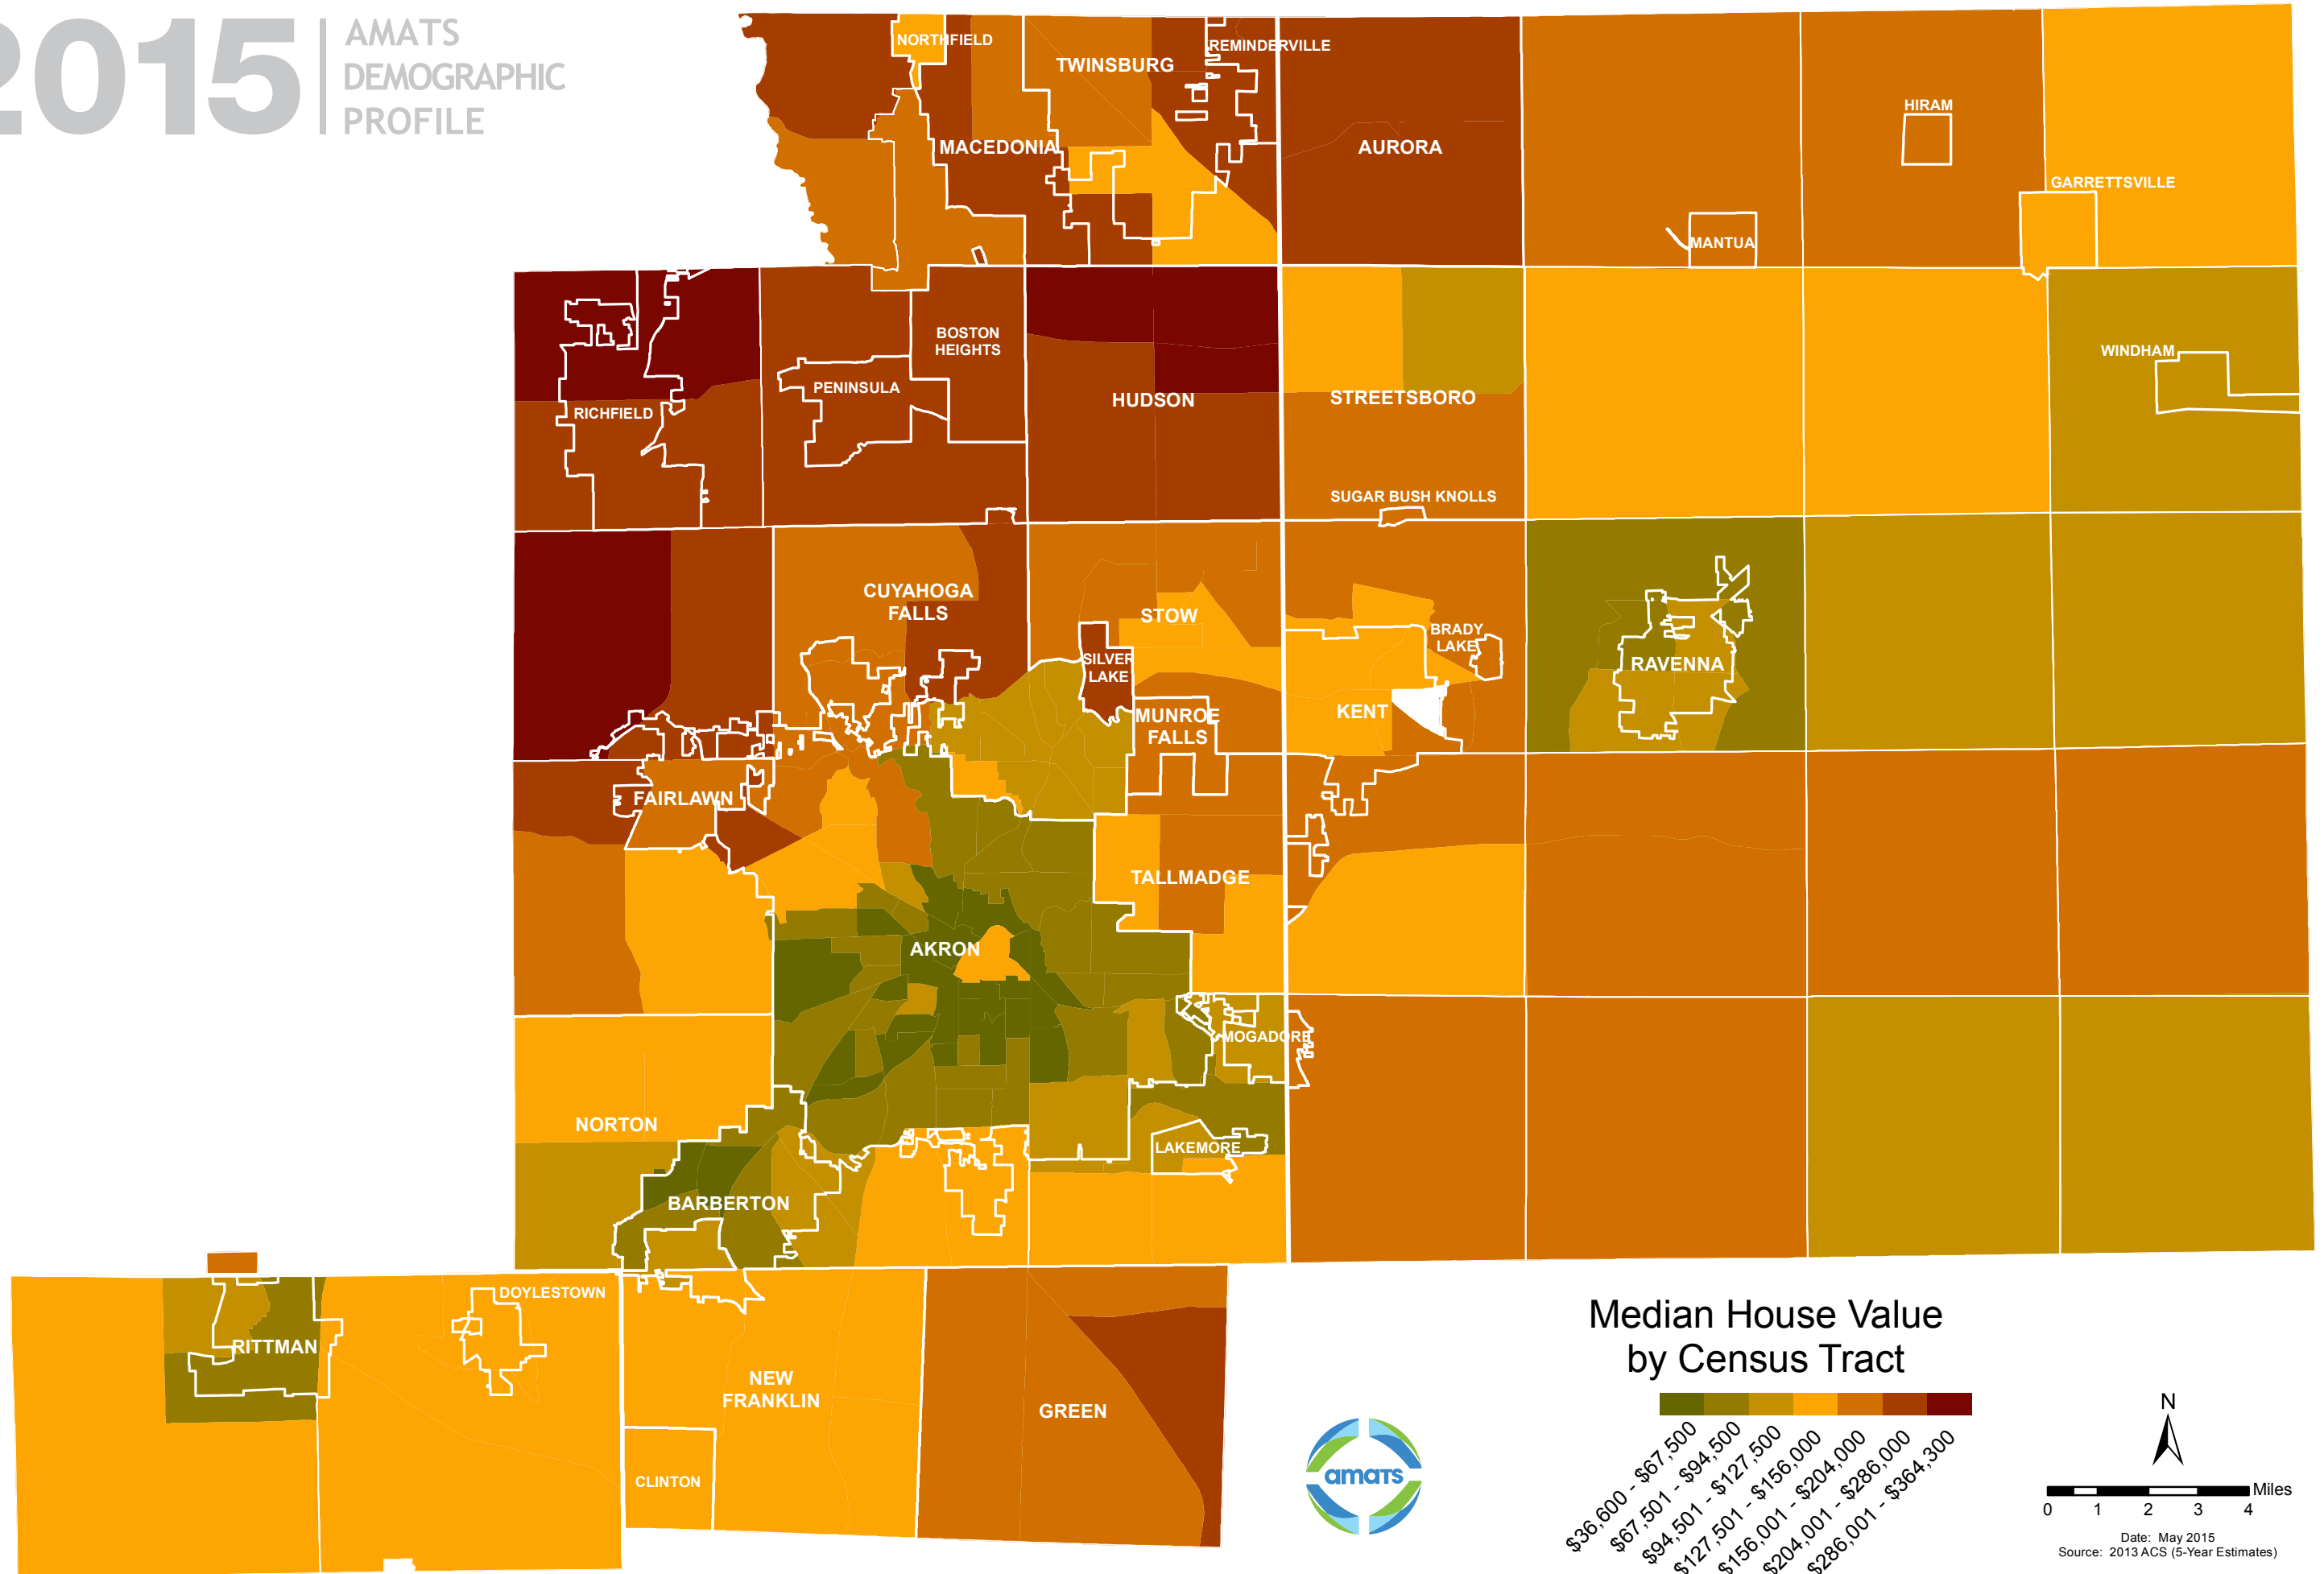 2015
AMATS
DEMOGRAPHIC
PROFILE
NORTHFIELD
REMINDERVILLE
TWINSBURG
MACEDONIA
AURORA
HIRAM
GARRETTSVILLE
MANTUA
BOSTON
HEIGHTS
PENINSULA
RICHFIELD
HUDSON
STREETSBORO
WINDHAM
SUGAR BUSH KNOLLS
CUYAHOGA
FALLS
STOW
SILVER
LAKE
BRADY
LAKE
RAVENNA
MUNROE
FALLS
KENT
FAIRLAWN
TALLMADGE
AKRON
MOGADORE
NORTON
LAKEMORE
BARBERTON
DOYLESTOWN
RITTMAN
NEW
FRANKLIN
GREEN
CLINTON
amats
Median House Value
by Census Tract
$36,600 - $67,500
$67,501 - $94,500
$94,501 - $127,500
$127,501 - $156,000
$156,001 - $204,000
$204,001 - $286,000
$286,001 - $364,300
N
Miles
0 1 2 3 4
Date: May 2015
Source: 2013 ACS (5-Year Estimates)